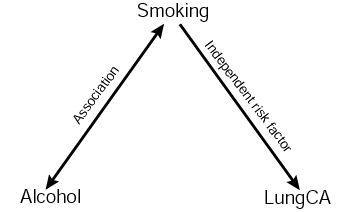 Smoking
Association
Independent risk factor
Alcohol
LungCA